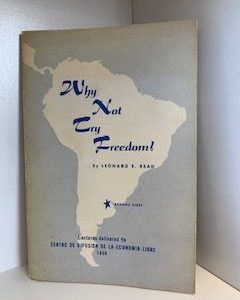 Why
Not
Try
Freedom?
by LEONARD E. READ
BUENOS AIRES
Lectures delivered to
CENTRO DE DIFUSION DE LA ECONOMIA LIBRE
1958